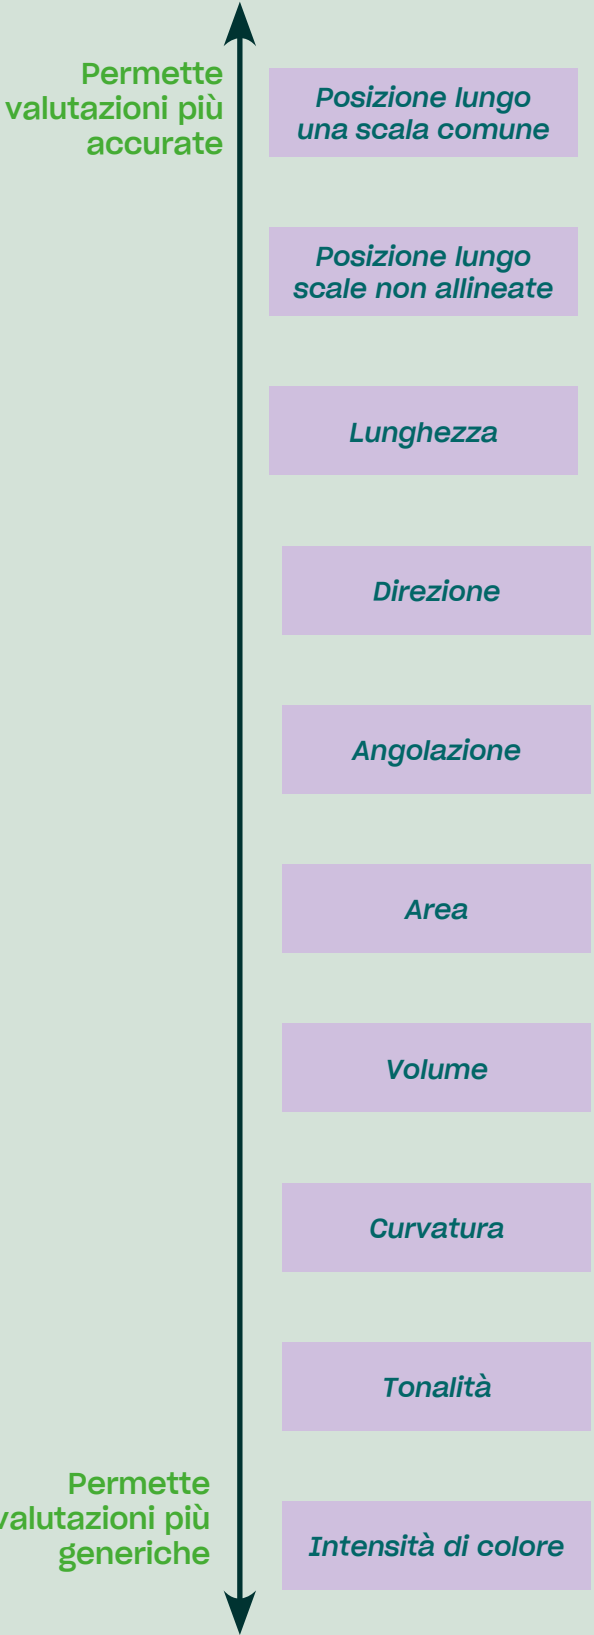 Permette
valutazioni più
accurate
Posizione lungo
una scala comune
Posizione lungo
scale non allineate
Lunghezza
Direzione
Angolazione
Area
Volume
Curvatura
Tonalità
Permette
valutazioni più
generiche
Intensità di colore